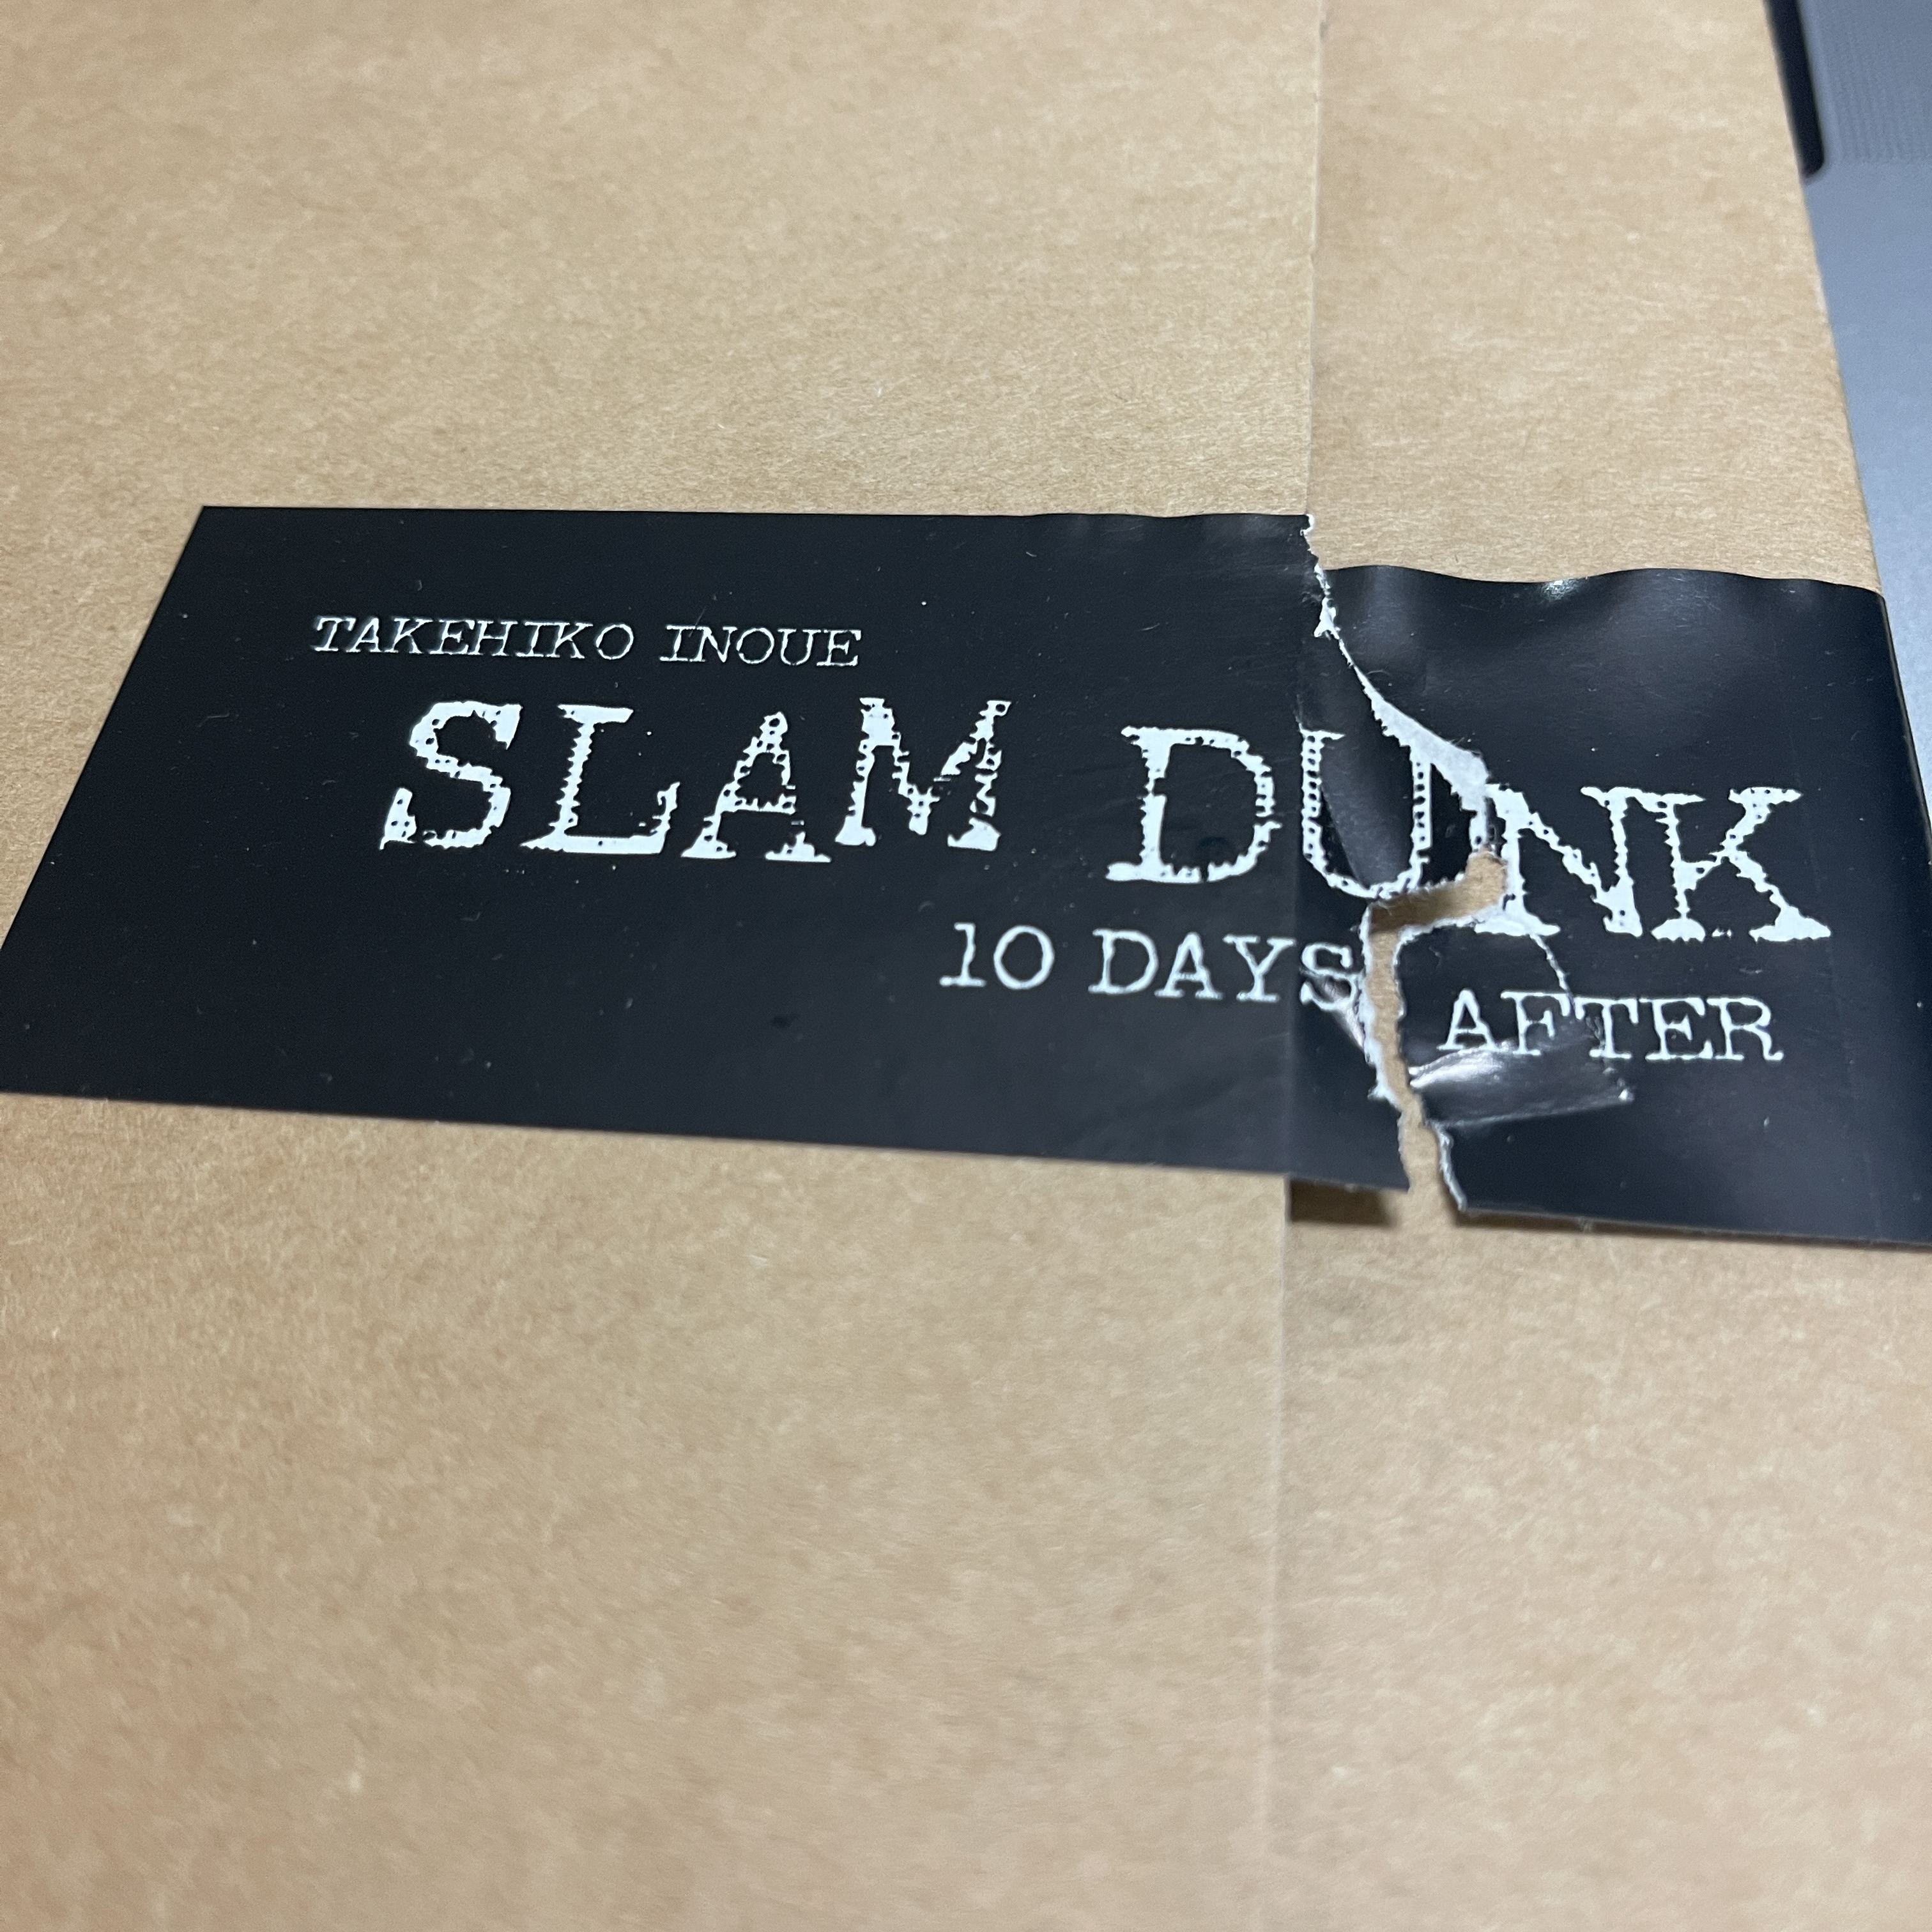 TAKEHIKO INOUE
SLAM DUNK
10 DAYS AFTER